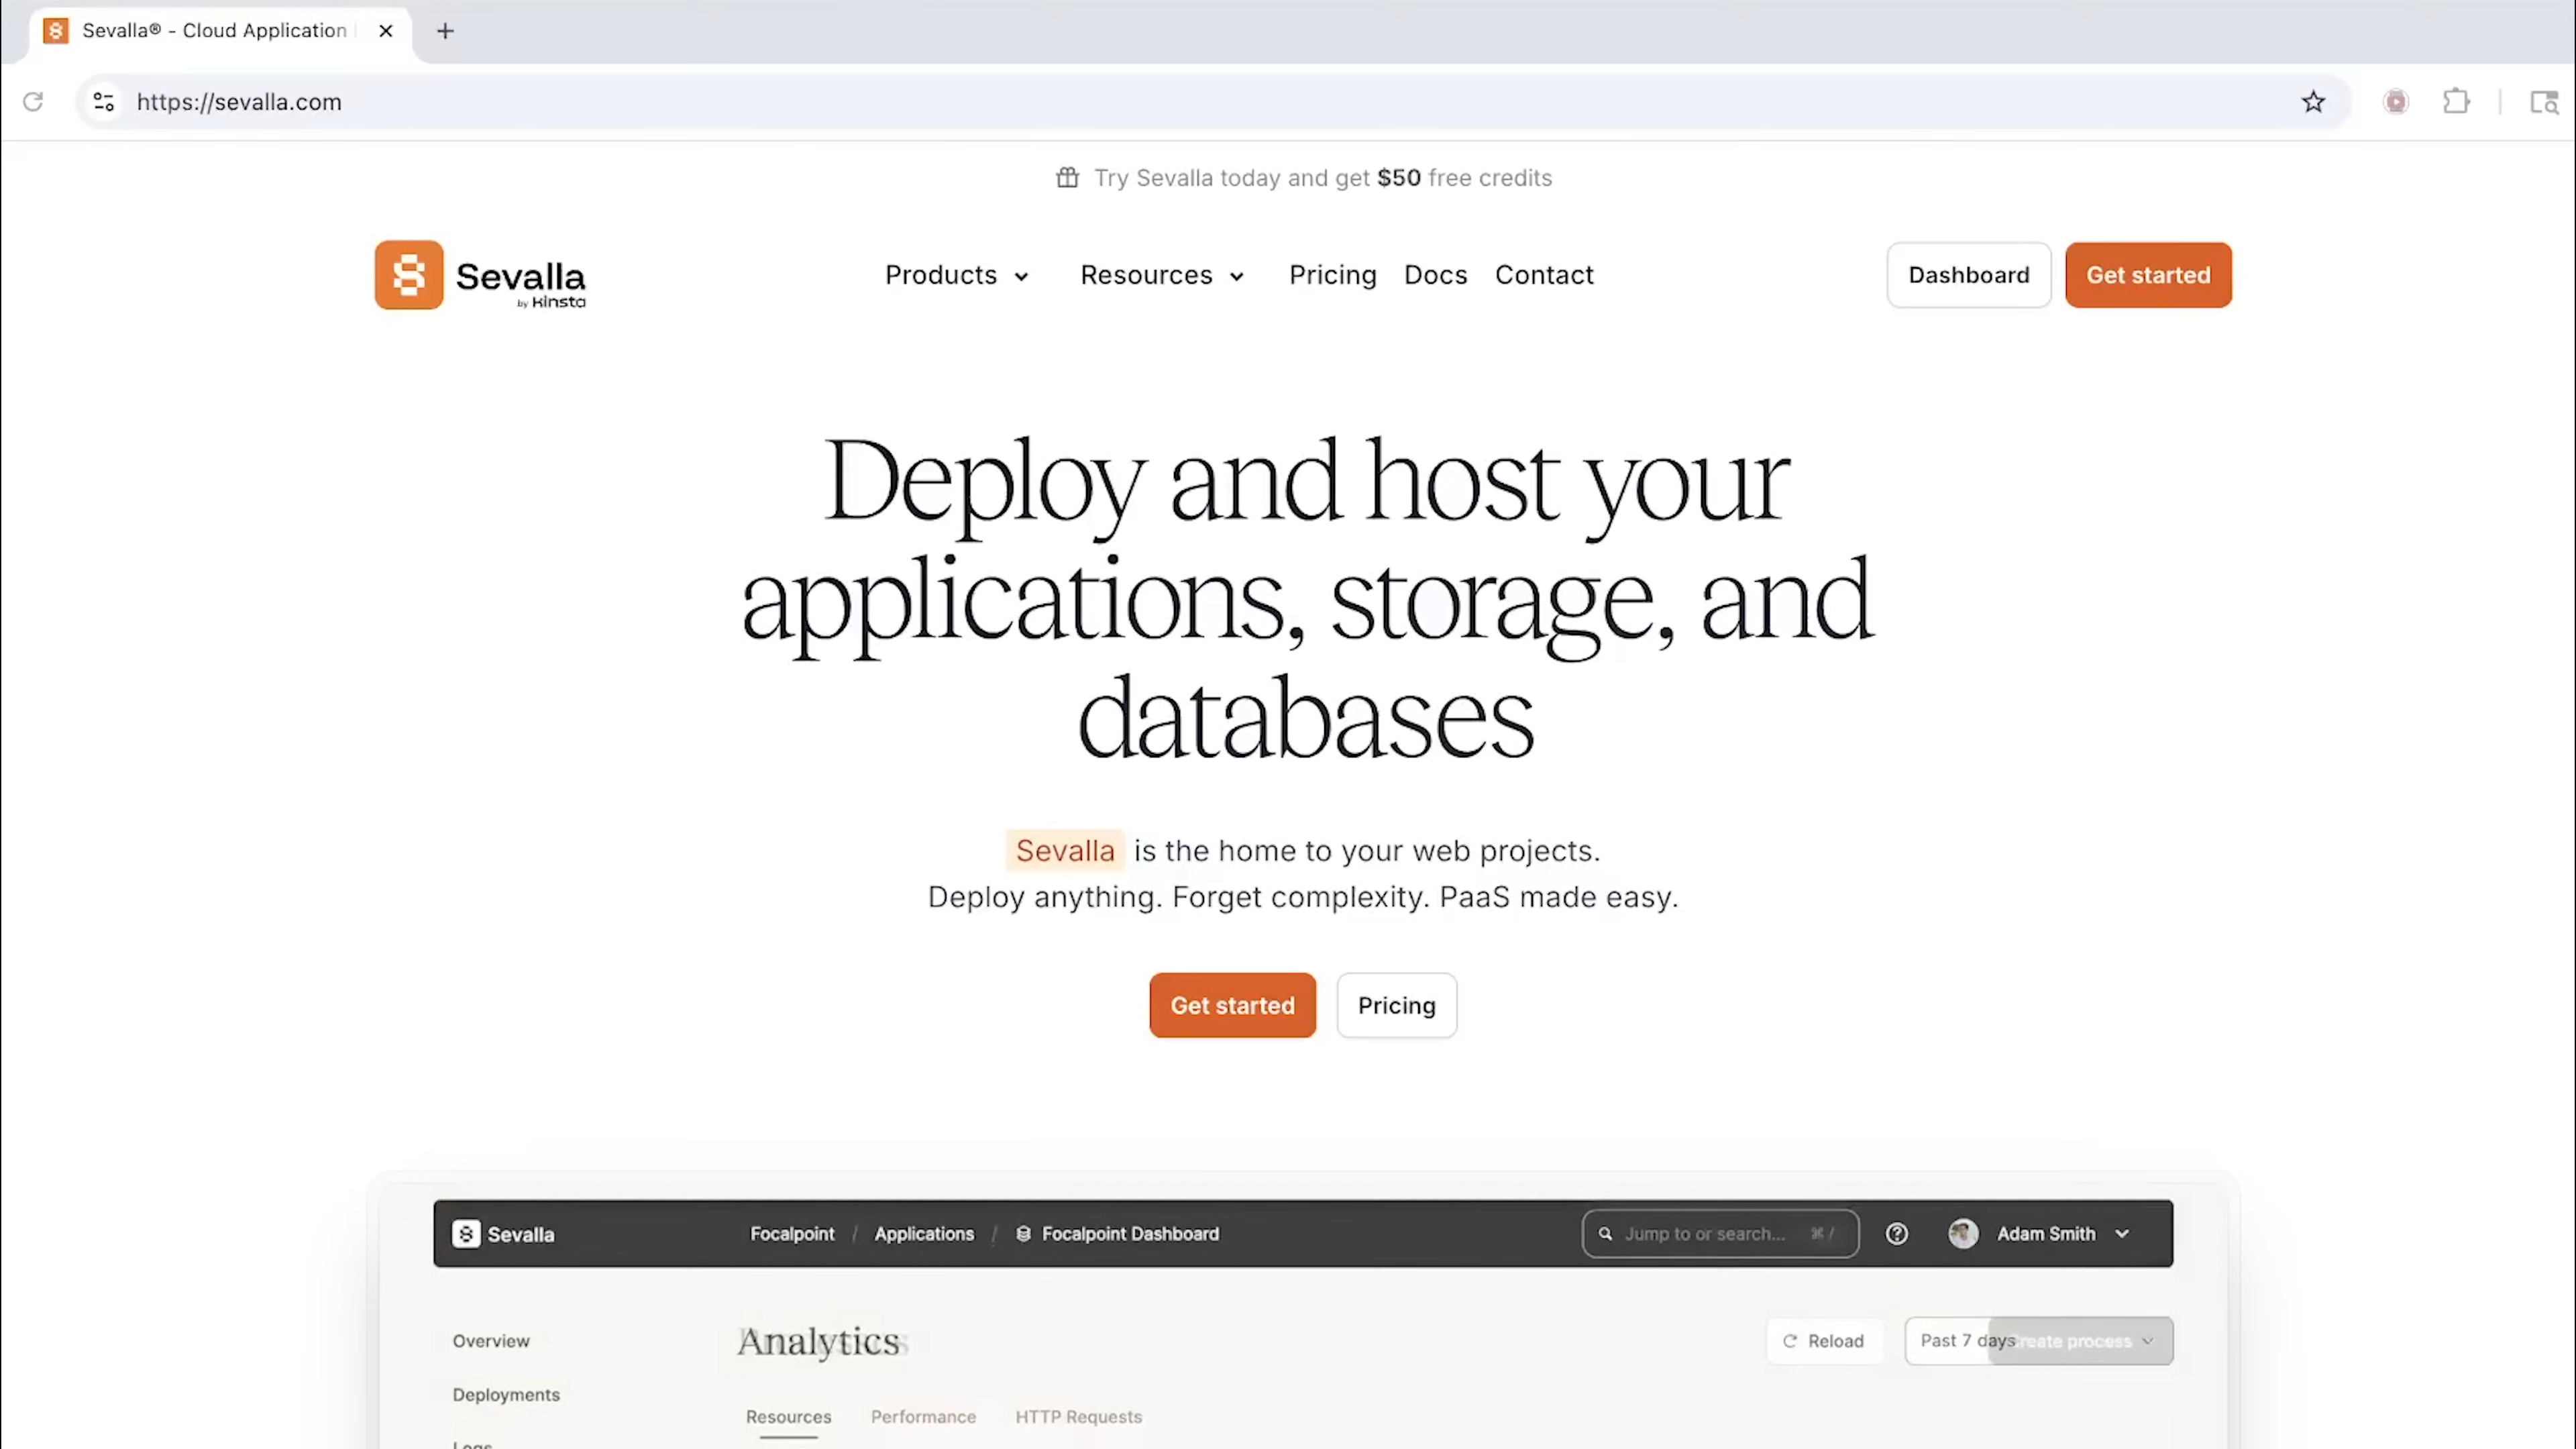 Sevalla® - Cloud Application
https://sevalla.com
Try Sevalla today and get $50 free credits
Sevalla
by Kinsta
Products
Resources
Pricing
Docs
Contact
Dashboard
Get started
Deploy and host your
applications, storage, and
databases
Sevalla is the home to your web projects.
Deploy anything. Forget complexity. PaaS made easy.
Get started
Pricing
Sevalla
Focalpoint / Applications / Focalpoint Dashboard
Jump to or search... ⌘ /
Adam Smith
Overview
Analytics
Reload
Past 7 days
Create process
Deployments
Resources
Performance
HTTP Requests
Logs